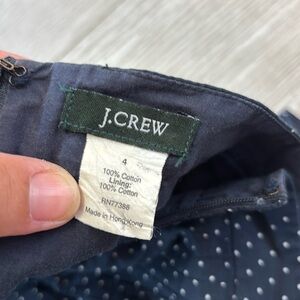 J.CREW
4
100% Cotton
Lining:
100% Cotton
RN77388
Made in Hong Kong